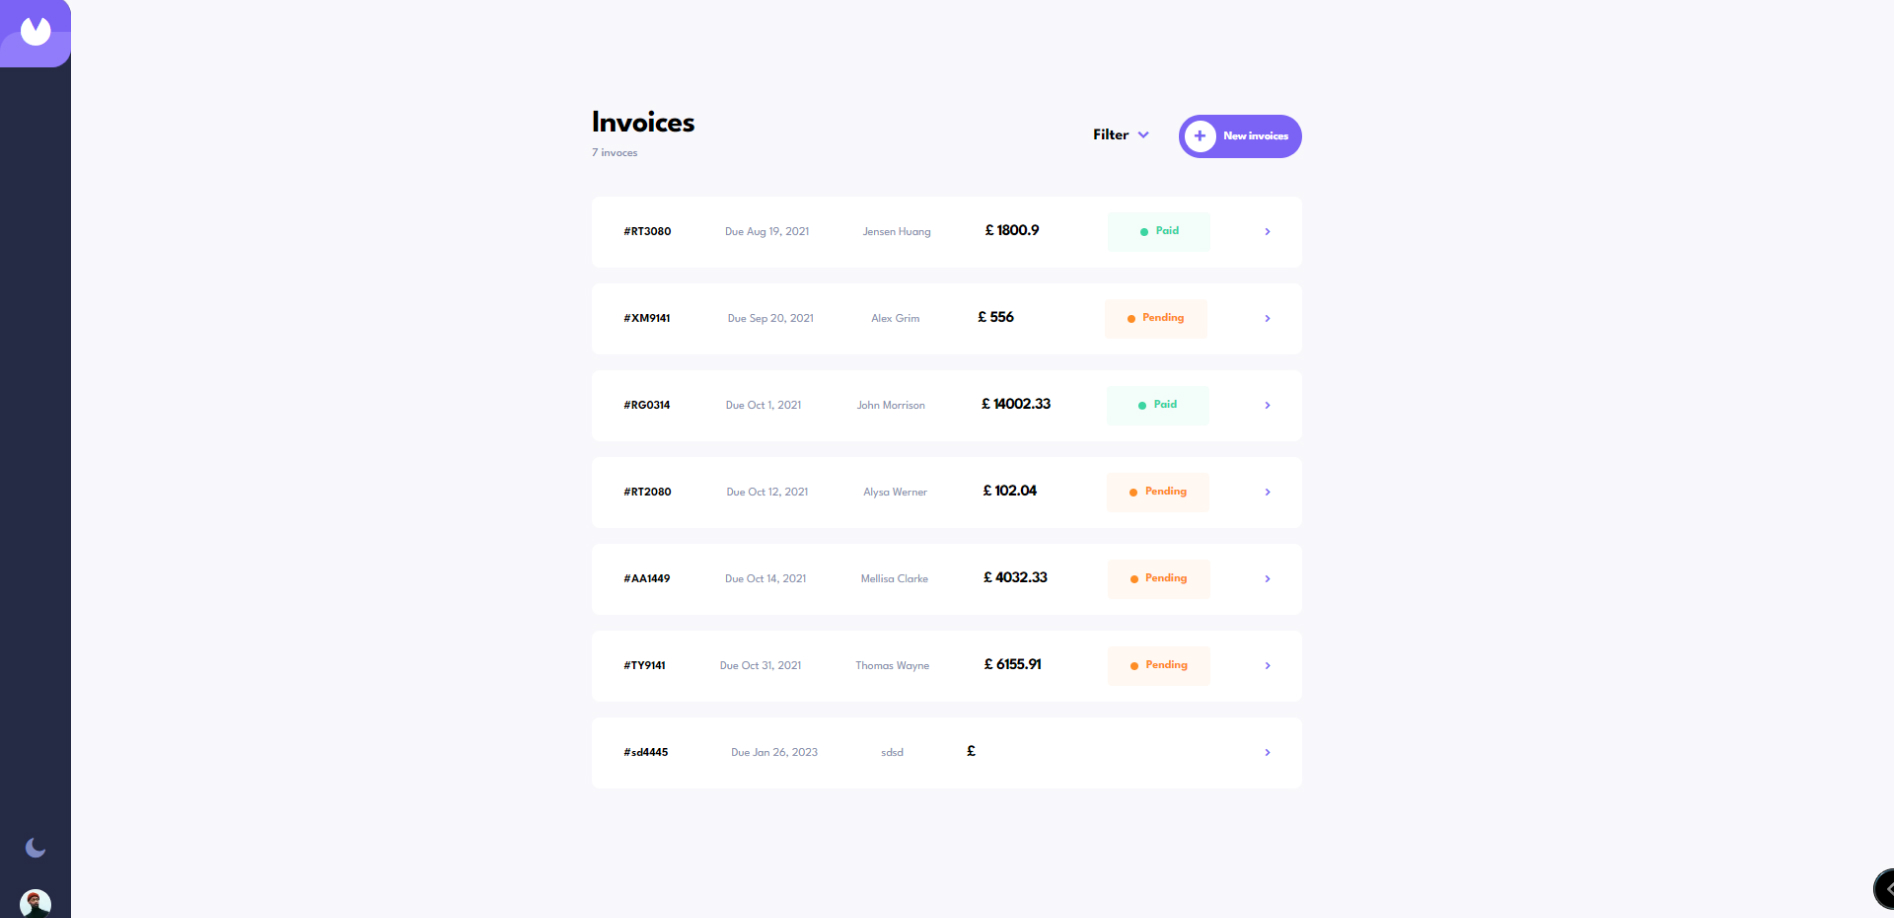 Invoices
7 invoces
Filter
New invoices
#RT3080 Due Aug 19, 2021 Jensen Huang £ 1800.9 Paid
#XM9141 Due Sep 20, 2021 Alex Grim £ 556 Pending
#RG0314 Due Oct 1, 2021 John Morrison £ 14002.33 Paid
#RT2080 Due Oct 12, 2021 Alysa Werner £ 102.04 Pending
#AA1449 Due Oct 14, 2021 Mellisa Clarke £ 4032.33 Pending
#TY9141 Due Oct 31, 2021 Thomas Wayne £ 6155.91 Pending
#sd4445 Due Jan 26, 2023 sdsd £